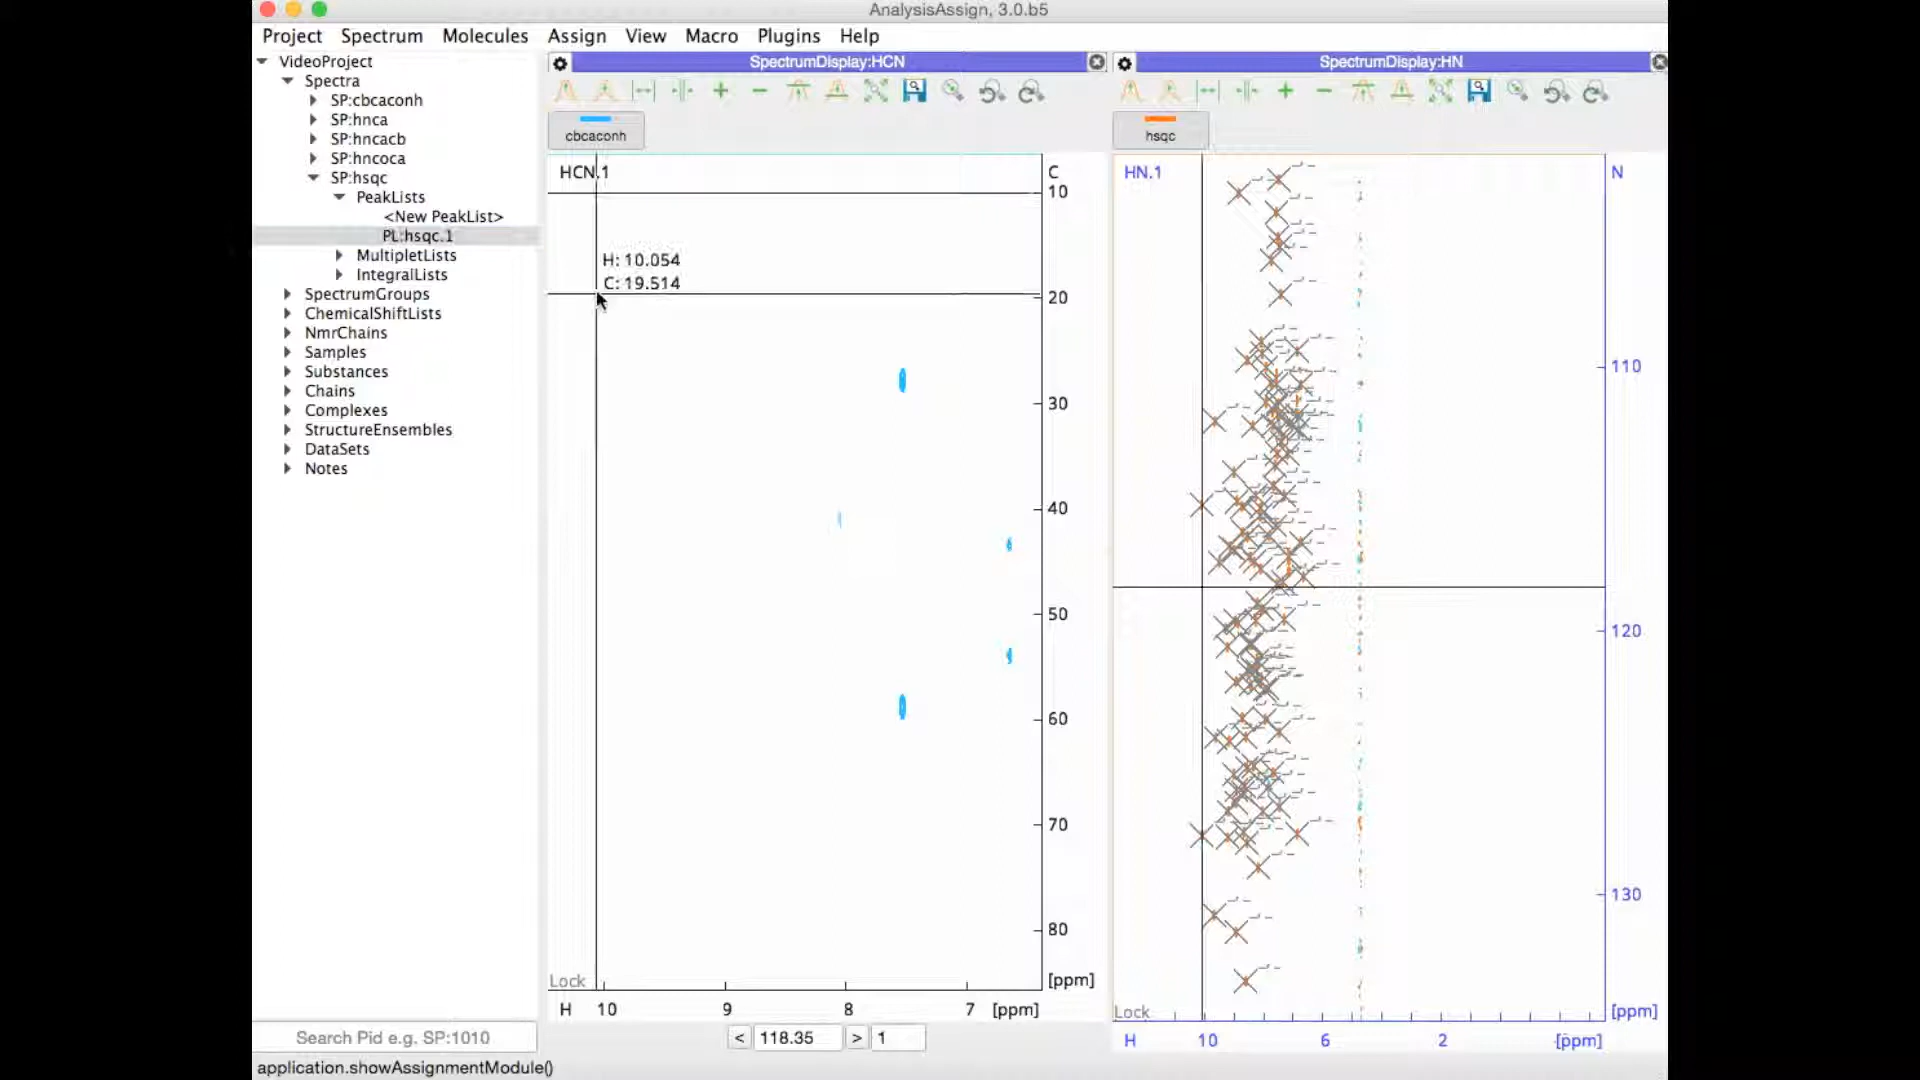 AnalysisAssign, 3.0.b5
Project Spectrum Molecules Assign View Macro Plugins Help
VideoProject
Spectra
SP:cbcaconh
SP:hnca
SP:hncacb
SP:hncoca
SP:hsqc
PeakLists
<New PeakList>
PL:hsqc.1
MultipletLists
IntegralLists
SpectrumGroups
ChemicalShiftLists
NmrChains
Samples
Substances
Chains
Complexes
StructureEnsembles
DataSets
Notes
Search Pid e.g. SP:1010
application.showAssignmentModule()
SpectrumDisplay:HCN
cbcaconh
HCN.1
C
10
H: 10.054
C: 19.514
20
30
40
50
60
70
80
Lock
[ppm]
H 10 9 8 7 [ppm]
< 118.35 > 1
SpectrumDisplay:HN
hsqc
HN.1
N
110
120
130
Lock
[ppm]
H 10 6 2 [ppm]